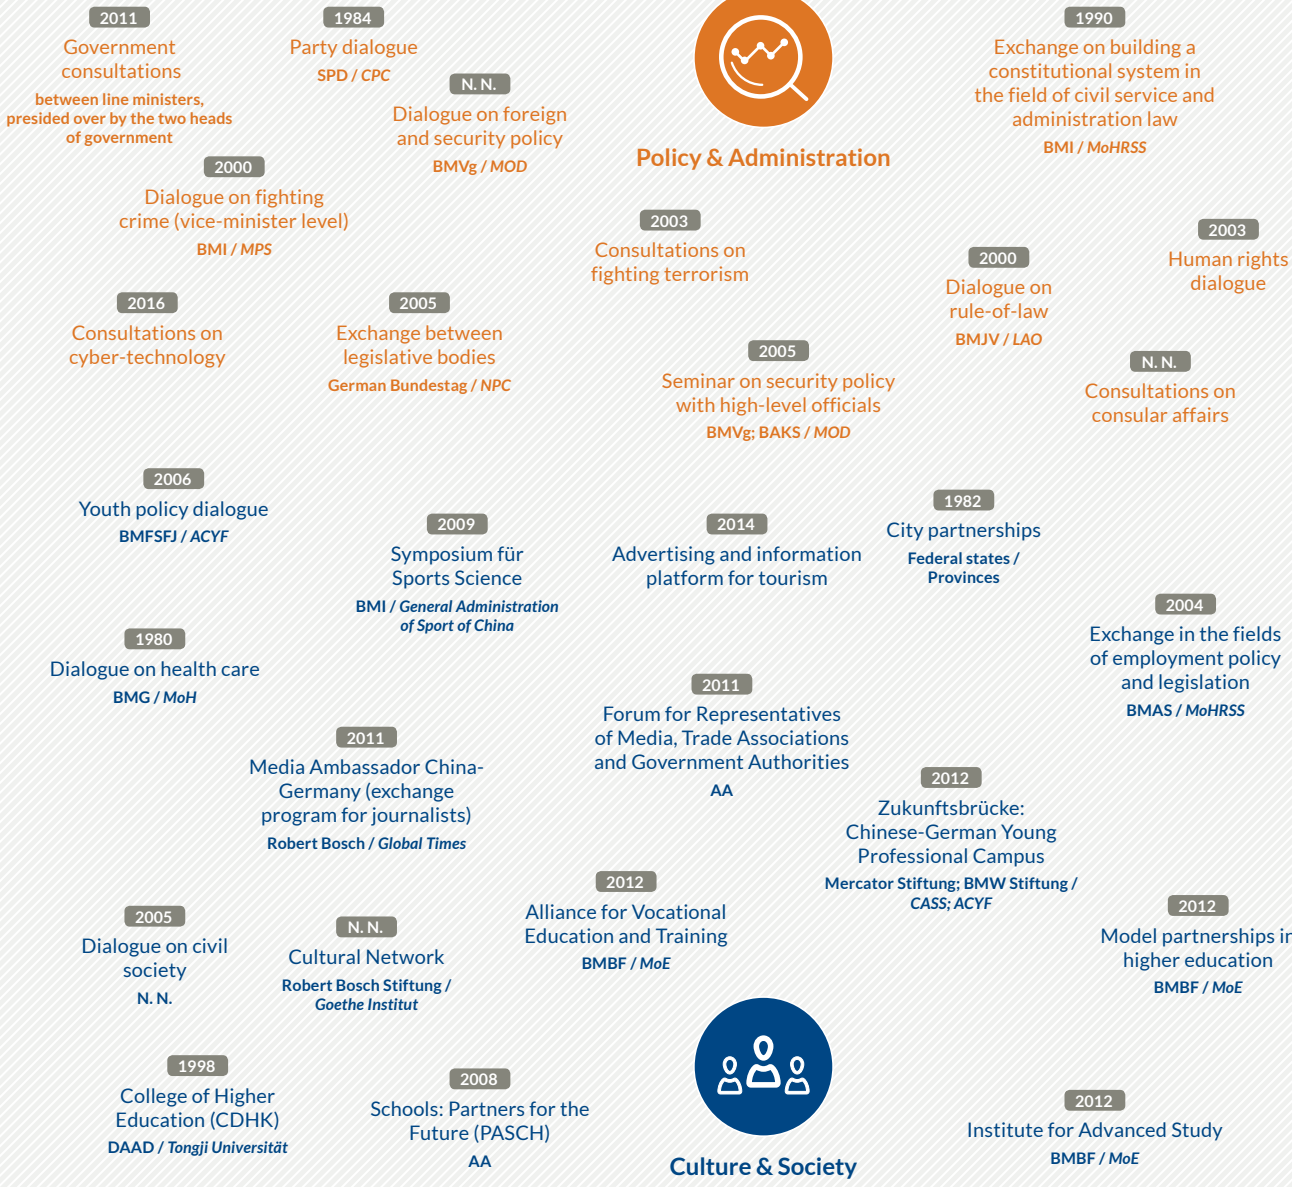 2011
Government
consultations
between line ministers,
presided over by the two heads
of government
1984
Party dialogue
SPD / CPC
N. N.
Dialogue on foreign
and security policy
BMVg / MOD
Policy & Administration
1990
Exchange on building a
constitutional system in
the field of civil service and
administration law
BMI / MoHRSS
2000
Dialogue on fighting
crime (vice-minister level)
BMI / MPS
2003
Consultations on
fighting terrorism
2000
Dialogue on
rule-of-law
BMJV / LAO
2003
Human rights
dialogue
2016
Consultations on
cyber-technology
2005
Exchange between
legislative bodies
German Bundestag / NPC
2005
Seminar on security policy
with high-level officials
BMVg; BAKS / MOD
N. N.
Consultations on
consular affairs
2006
Youth policy dialogue
BMFSFJ / ACYF
2009
Symposium für
Sports Science
BMI / General Administration
of Sport of China
2014
Advertising and information
platform for tourism
1982
City partnerships
Federal states /
Provinces
2004
Exchange in the fields
of employment policy
and legislation
BMAS / MoHRSS
1980
Dialogue on health care
BMG / MoH
2011
Forum for Representatives
of Media, Trade Associations
and Government Authorities
AA
2011
Media Ambassador China-
Germany (exchange
program for journalists)
Robert Bosch / Global Times
2012
Zukunftsbrücke:
Chinese-German Young
Professional Campus
Mercator Stiftung; BMW Stiftung /
CASS; ACYF
2012
Alliance for Vocational
Education and Training
BMBF / MoE
2012
Model partnerships in
higher education
BMBF / MoE
2005
Dialogue on civil
society
N. N.
N. N.
Cultural Network
Robert Bosch Stiftung /
Goethe Institut
1998
College of Higher
Education (CDHK)
DAAD / Tongji Universität
2008
Schools: Partners for the
Future (PASCH)
AA
Culture & Society
2012
Institute for Advanced Study
BMBF / MoE